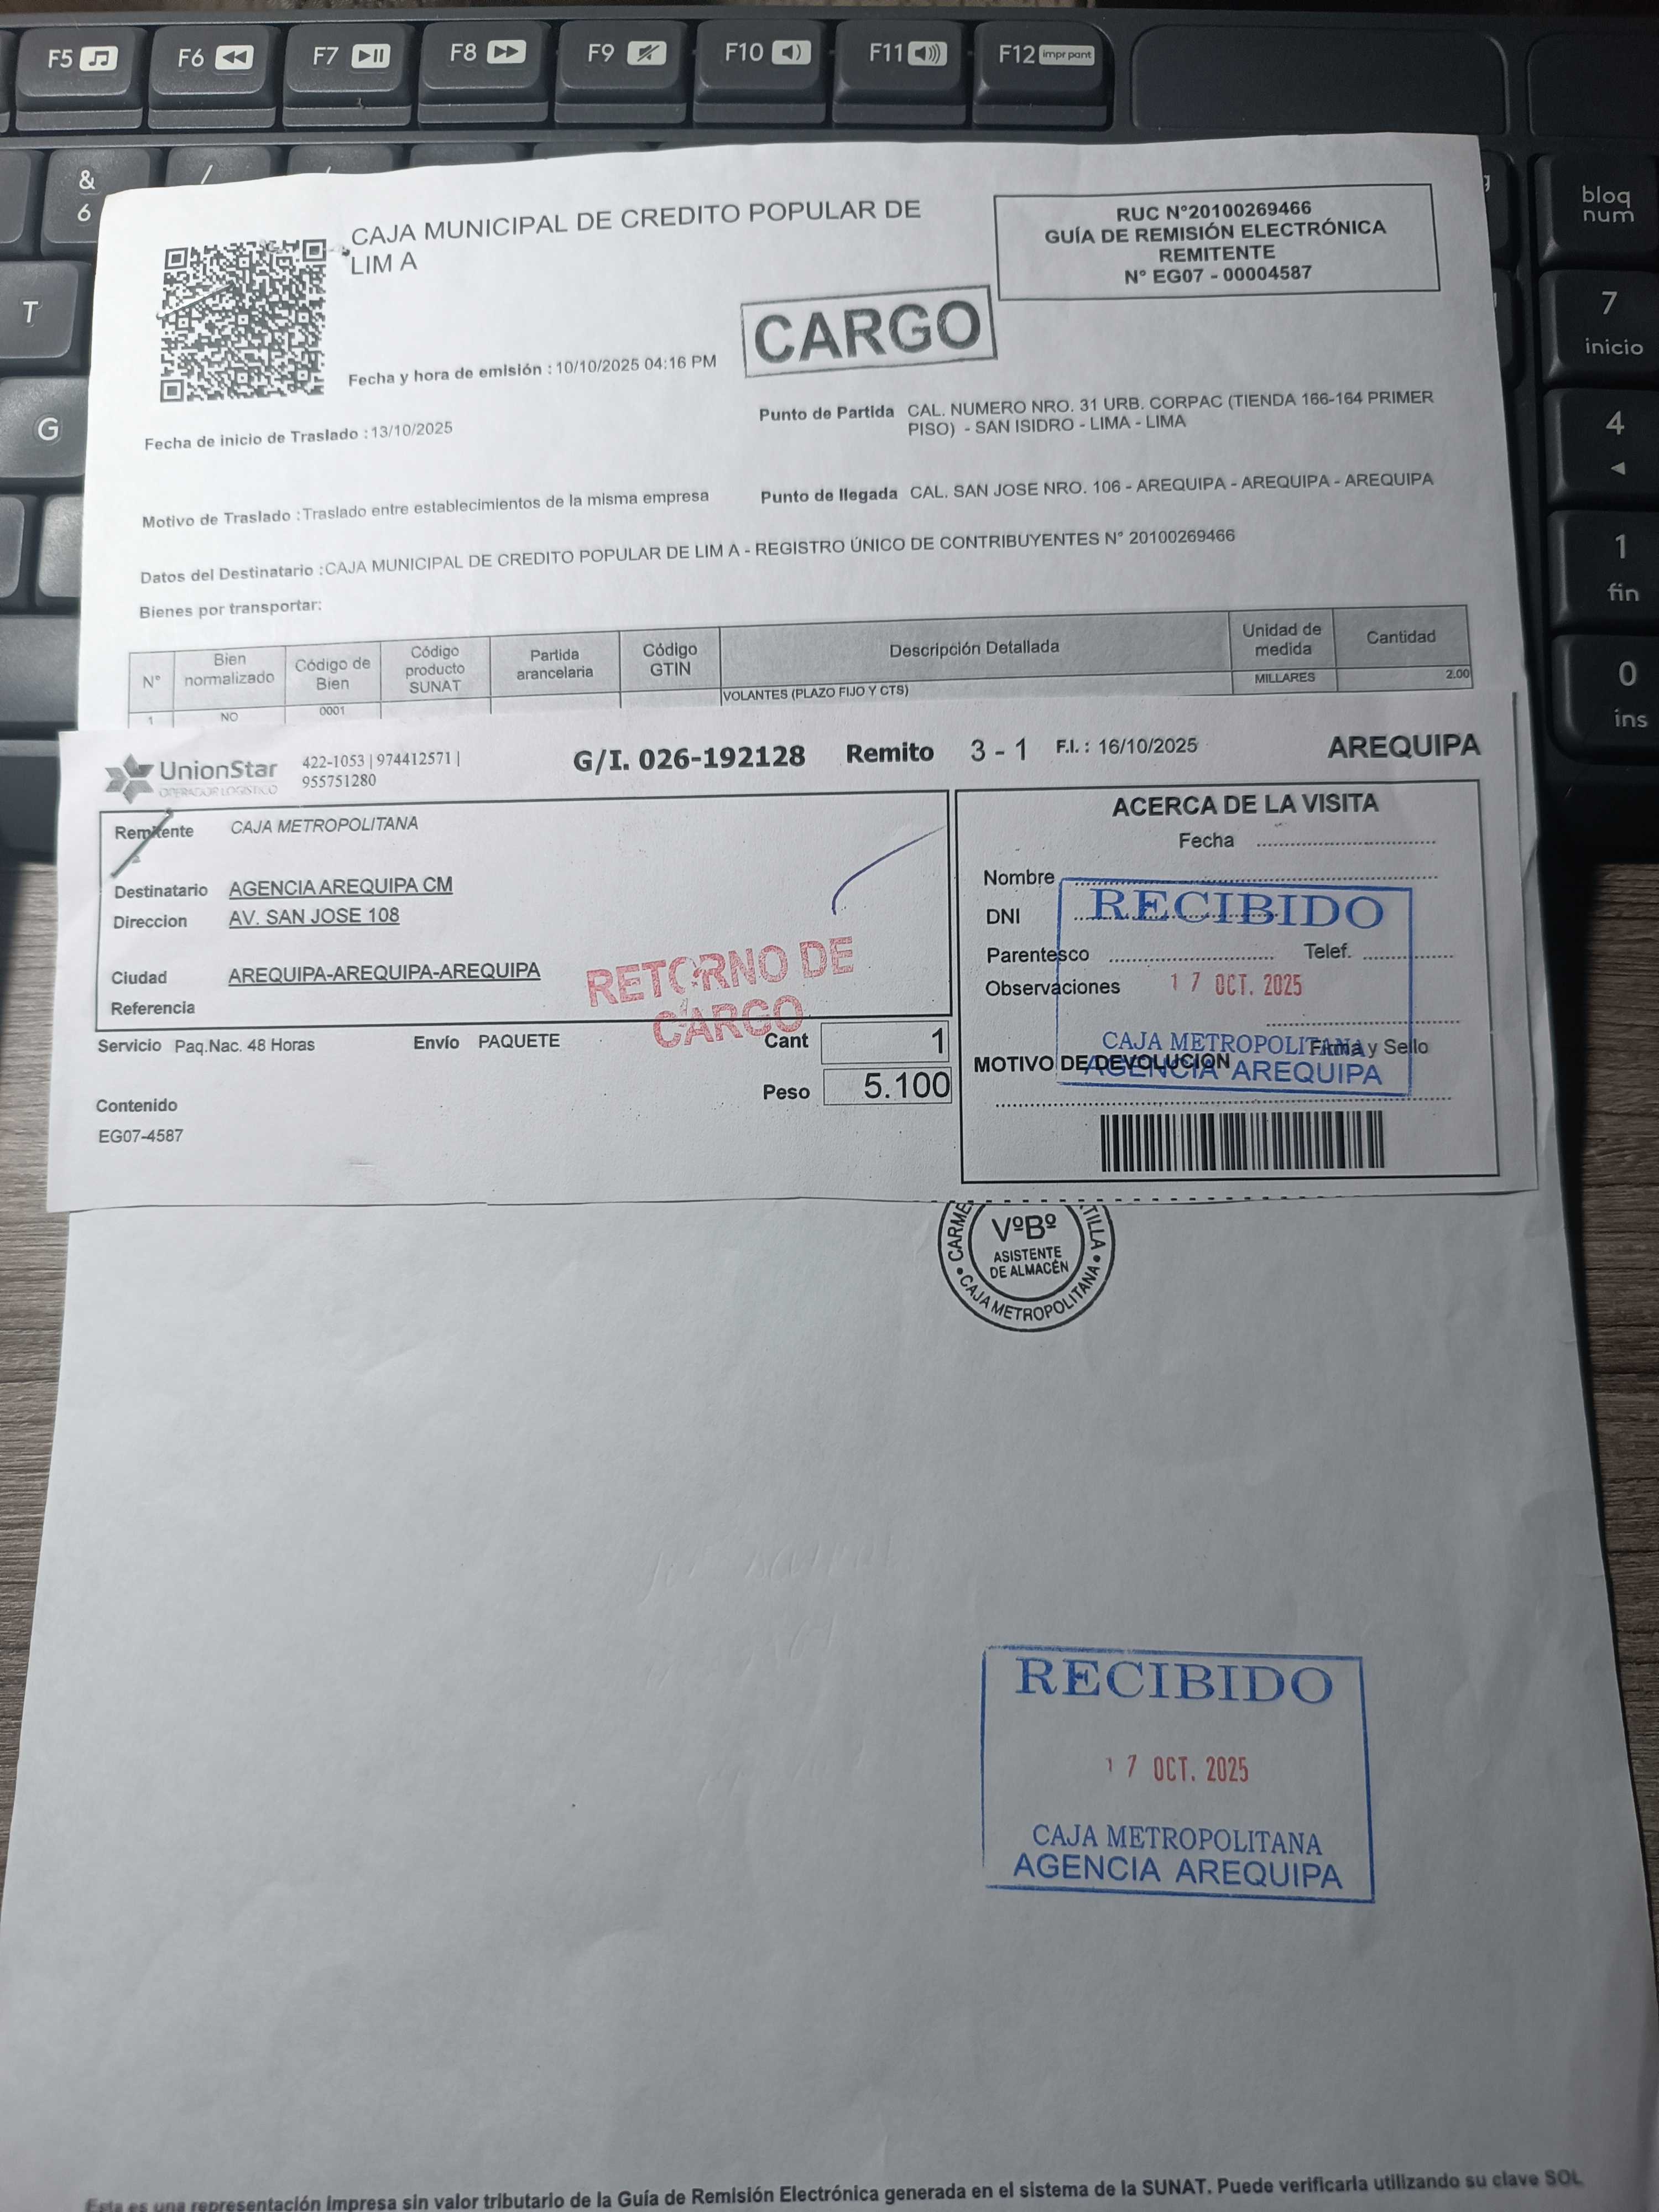 F5 F6 F7 F8 F9 F10 F11 F12 impr pant
&
6
/
bloq
num
T
7
inicio
G
4
1
fin
0
ins
CAJA MUNICIPAL DE CREDITO POPULAR DE
LIM A
RUC N°20100269466
GUÍA DE REMISIÓN ELECTRÓNICA
REMITENTE
N° EG07 - 00004587
CARGO
Fecha y hora de emisión : 10/10/2025 04:16 PM
Fecha de inicio de Traslado : 13/10/2025
Punto de Partida CAL. NUMERO NRO. 31 URB. CORPAC (TIENDA 166-164 PRIMER
PISO) - SAN ISIDRO - LIMA - LIMA
Motivo de Traslado : Traslado entre establecimientos de la misma empresa
Punto de llegada CAL. SAN JOSE NRO. 106 - AREQUIPA - AREQUIPA - AREQUIPA
Datos del Destinatario : CAJA MUNICIPAL DE CREDITO POPULAR DE LIM A - REGISTRO ÚNICO DE CONTRIBUYENTES N° 20100269466
Bienes por transportar:
N° Bien normalizado Código de Bien Código producto SUNAT Partida arancelaria Código GTIN Descripción Detallada Unidad de medida Cantidad
1 NO 0001 VOLANTES (PLAZO FIJO Y CTS) MILLARES 2.00
UnionStar
OPERADOR LOGISTICO
422-1053 | 974412571 |
955751280
G/I. 026-192128 Remito 3 - 1 F.I. : 16/10/2025 AREQUIPA
Remitente CAJA METROPOLITANA
Destinatario AGENCIA AREQUIPA CM
Direccion AV. SAN JOSE 108
Ciudad AREQUIPA-AREQUIPA-AREQUIPA
Referencia
RETORNO DE
CARGO
Servicio Paq.Nac. 48 Horas Envío PAQUETE Cant 1
Peso 5.100
Contenido
EG07-4587
ACERCA DE LA VISITA
Fecha
Nombre
DNI
Parentesco Telef.
Observaciones
Firma y Sello
MOTIVO DE DEVOLUCION
RECIBIDO
17 OCT. 2025
CAJA METROPOLITANA
AGENCIA AREQUIPA
VºBº
ASISTENTE
DE ALMACÉN
CAJA METROPOLITANA
RECIBIDO
17 OCT. 2025
CAJA METROPOLITANA
AGENCIA AREQUIPA
Esta es una representación impresa sin valor tributario de la Guía de Remisión Electrónica generada en el sistema de la SUNAT. Puede verificarla utilizando su clave SOL